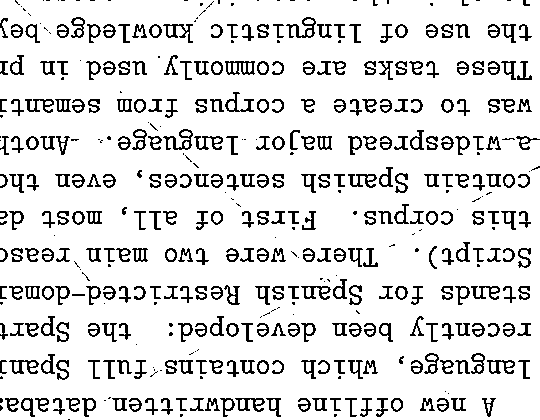 A new offline handwritten databas
language, which contains full Spani
recently been developed: the Spart
stands for Spanish Restricted-domai
Script). There were two main reaso
this corpus. First of all, most da
contain Spanish sentences, even tho
a widespread major language. Anoth
was to create a corpus from semanti
These tasks are commonly used in pr
the use of linguistic knowledge bey